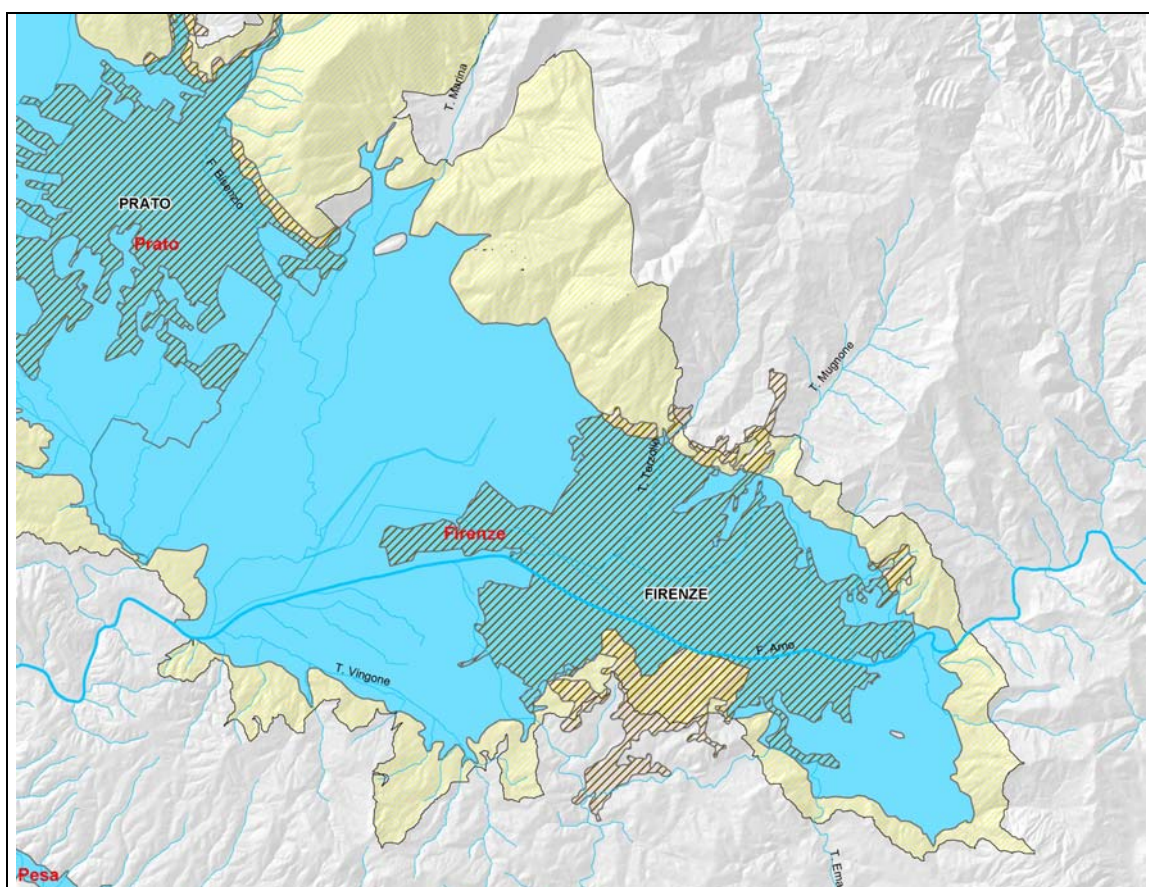 T. Marina
F. Bisenzio
PRATO
Prato
T. Mugnone
T. Terzolle
Firenze
FIRENZE
F. Arno
T. Vingone
T. Ema
Pesa